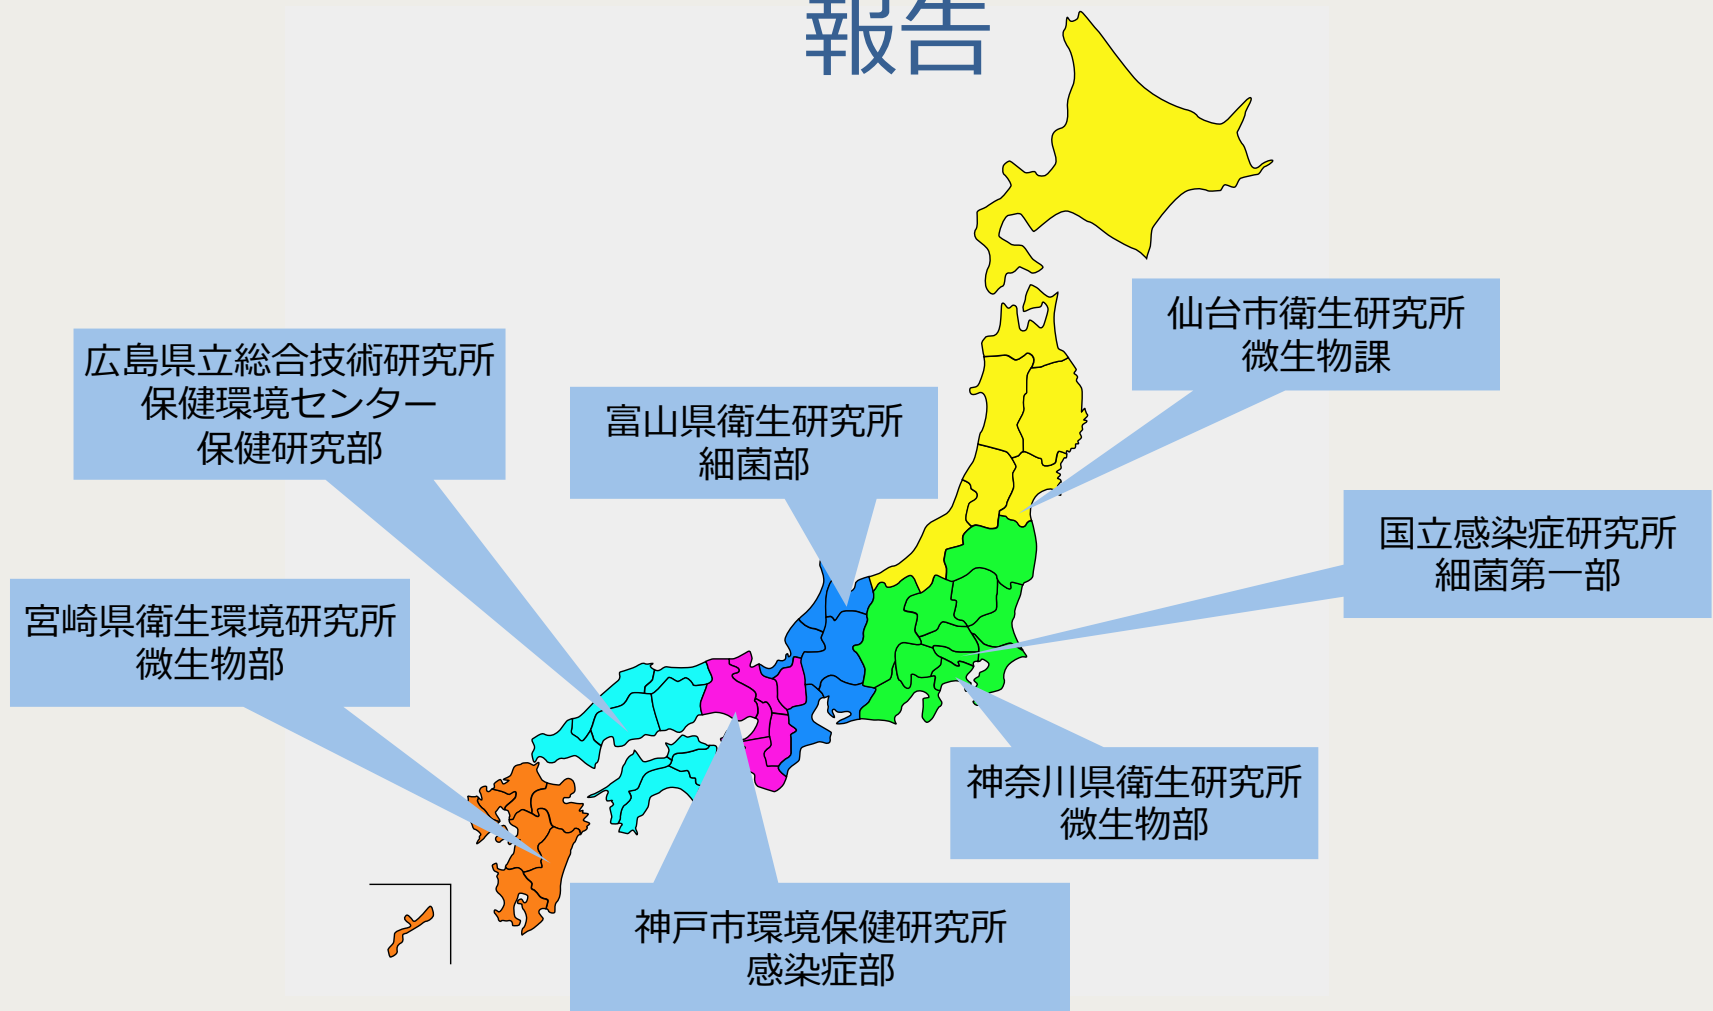 報告
仙台市衛生研究所
微生物課
広島県立総合技術研究所
保健環境センター
保健研究部
富山県衛生研究所
細菌部
国立感染症研究所
細菌第一部
宮崎県衛生環境研究所
微生物部
神奈川県衛生研究所
微生物部
神戸市環境保健研究所
感染症部